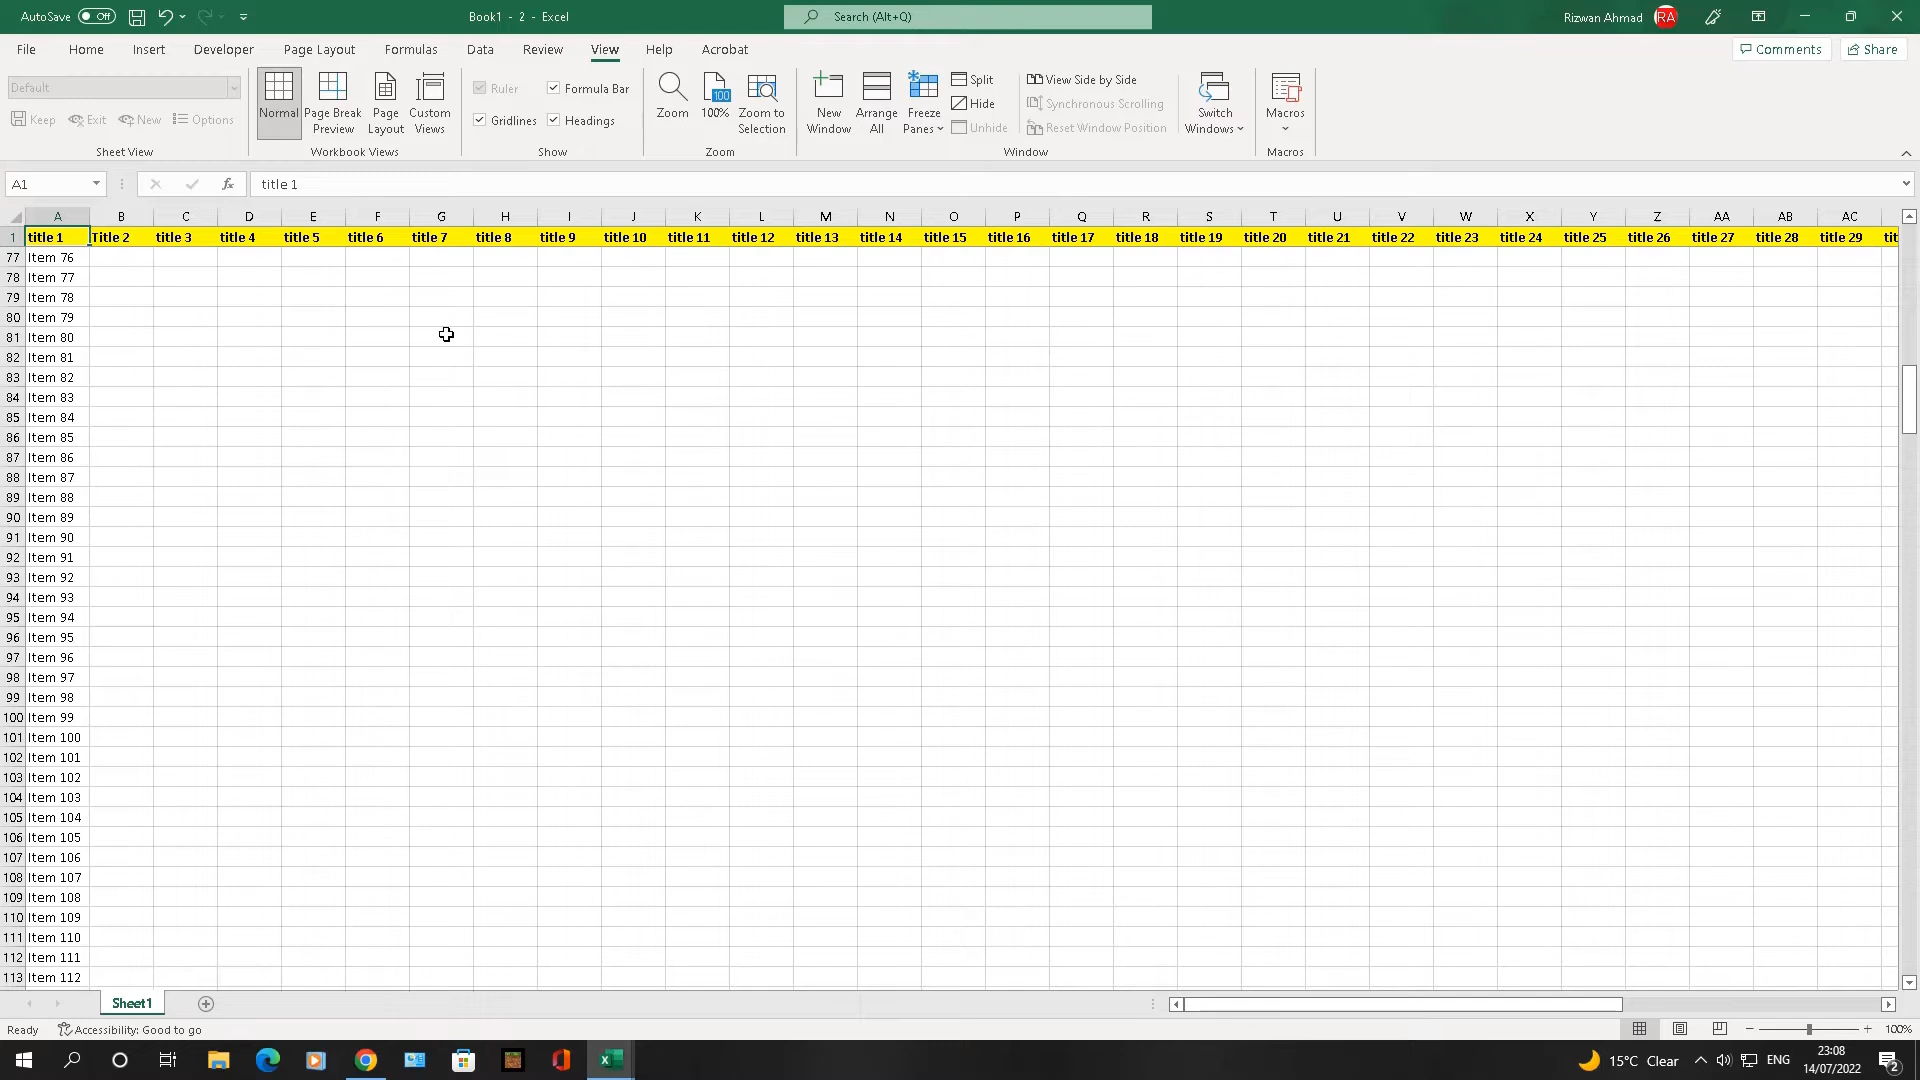 AutoSave Off Book1 - 2 - Excel Search (Alt+Q) Rizwan Ahmad RA
File Home Insert Developer Page Layout Formulas Data Review View Help Acrobat Comments Share
Default
Keep Exit New Options
Sheet View
Normal
Page Break Preview
Page Layout
Custom Views
Workbook Views
Ruler Formula Bar
Gridlines Headings
Show
Zoom
100
100%
Zoom to Selection
Zoom
New Window
Arrange All
Freeze Panes
Split
Hide
Unhide
View Side by Side
Synchronous Scrolling
Reset Window Position
Switch Windows
Window
Macros
Macros
A1 fx title 1
A B C D E F G H I J K L M N O P Q R S T U V W X Y Z AA AB AC
1 title 1 Title 2 title 3 title 4 title 5 title 6 title 7 title 8 title 9 title 10 title 11 title 12 title 13 title 14 title 15 title 16 title 17 title 18 title 19 title 20 title 21 title 22 title 23 title 24 title 25 title 26 title 27 title 28 title 29 tit
77 Item 76
78 Item 77
79 Item 78
80 Item 79
81 Item 80
82 Item 81
83 Item 82
84 Item 83
85 Item 84
86 Item 85
87 Item 86
88 Item 87
89 Item 88
90 Item 89
91 Item 90
92 Item 91
93 Item 92
94 Item 93
95 Item 94
96 Item 95
97 Item 96
98 Item 97
99 Item 98
100 Item 99
101 Item 100
102 Item 101
103 Item 102
104 Item 103
105 Item 104
106 Item 105
107 Item 106
108 Item 107
109 Item 108
110 Item 109
111 Item 110
112 Item 111
113 Item 112
Sheet1
Ready Accessibility: Good to go 100%
15°C Clear ENG 23:08 2
14/07/2022